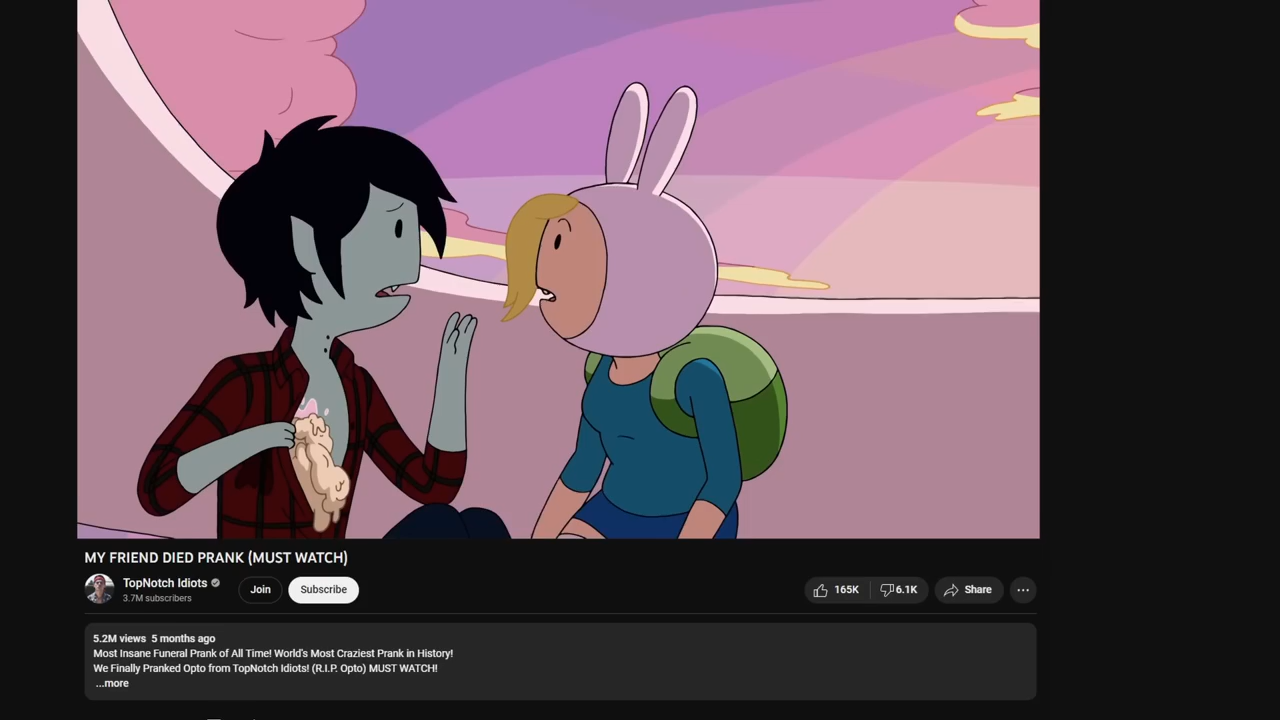 MY FRIEND DIED PRANK (MUST WATCH)
TopNotch Idiots
3.7M subscribers
Join
Subscribe
165K
6.1K
Share
5.2M views 5 months ago
Most Insane Funeral Prank of All Time! World's Most Craziest Prank in History!
We Finally Pranked Opto from TopNotch Idiots! (R.I.P. Opto) MUST WATCH!
...more